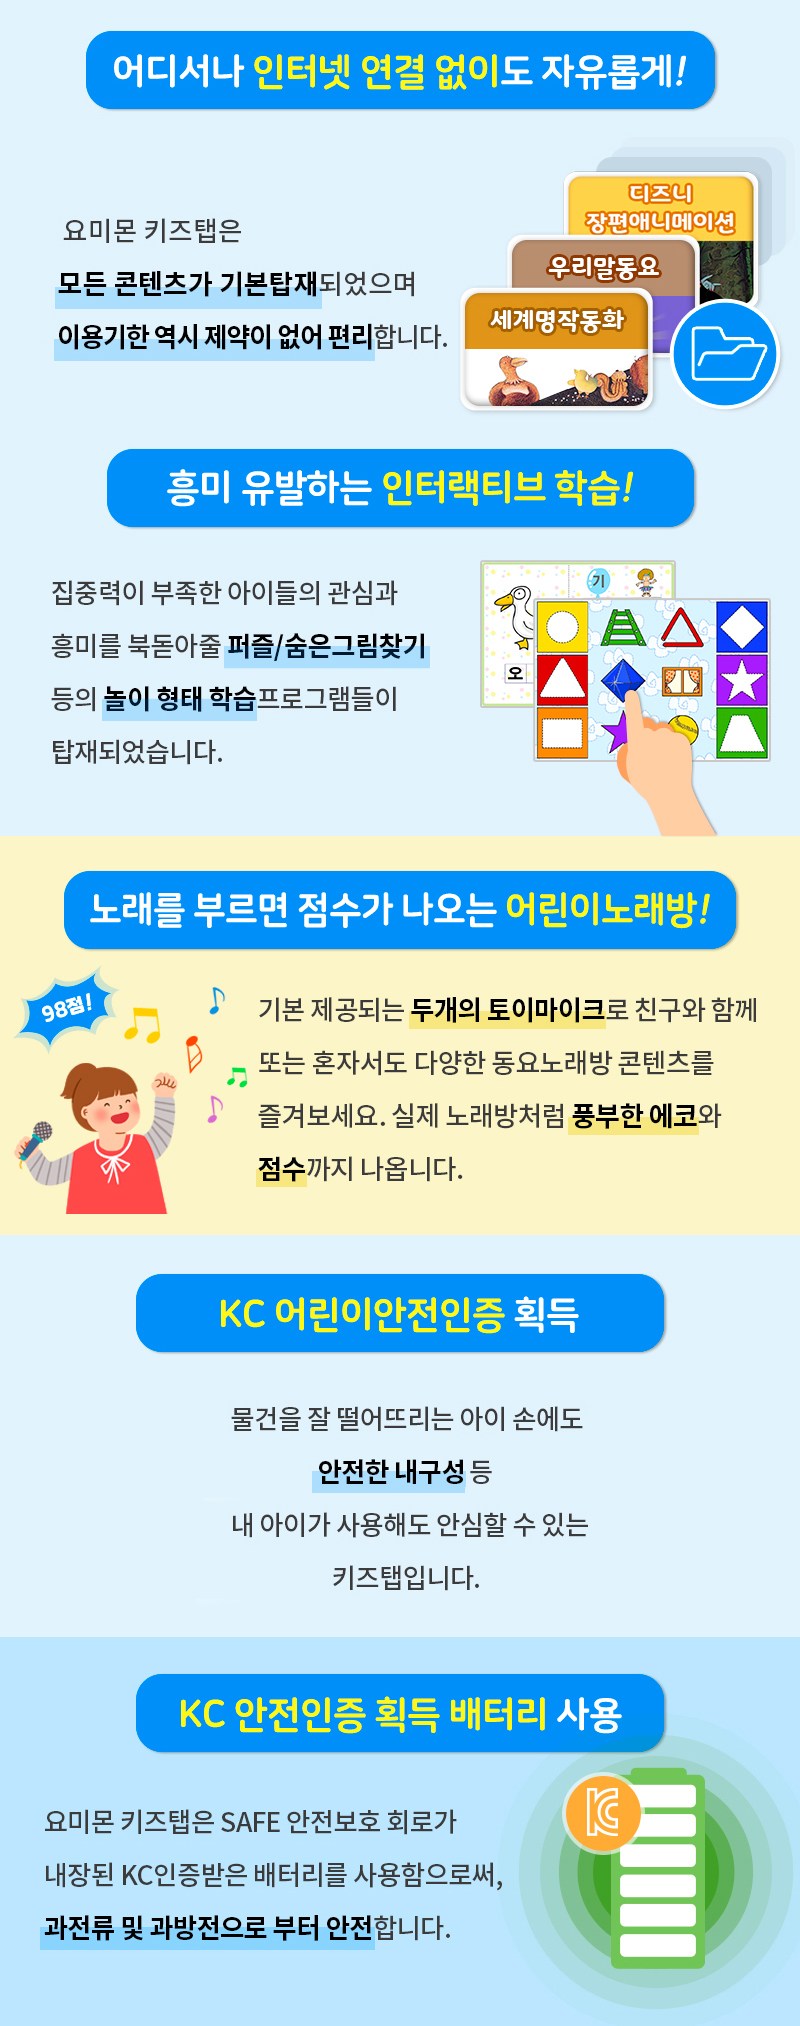 어디서나 인터넷 연결 없이도 자유롭게!
요미몬 키즈탭은
모든 콘텐츠가 기본탑재되었으며
이용기한 역시 제약이 없어 편리합니다.
디즈니
장편애니메이션
우리말동요
세계명작동화
흥미 유발하는 인터랙티브 학습!
집중력이 부족한 아이들의 관심과
흥미를 북돋아줄 퍼즐/숨은그림찾기
등의 놀이 형태 학습프로그램들이
탑재되었습니다.
기
오
노래를 부르면 점수가 나오는 어린이노래방!
98점!
기본 제공되는 두개의 토이마이크로 친구와 함께
또는 혼자서도 다양한 동요노래방 콘텐츠를
즐겨보세요. 실제 노래방처럼 풍부한 에코와
점수까지 나옵니다.
KC 어린이안전인증 획득
물건을 잘 떨어뜨리는 아이 손에도
안전한 내구성 등
내 아이가 사용해도 안심할 수 있는
키즈탭입니다.
KC 안전인증 획득 배터리 사용
요미몬 키즈탭은 SAFE 안전보호 회로가
내장된 KC인증받은 배터리를 사용함으로써,
과전류 및 과방전으로 부터 안전합니다.
KC